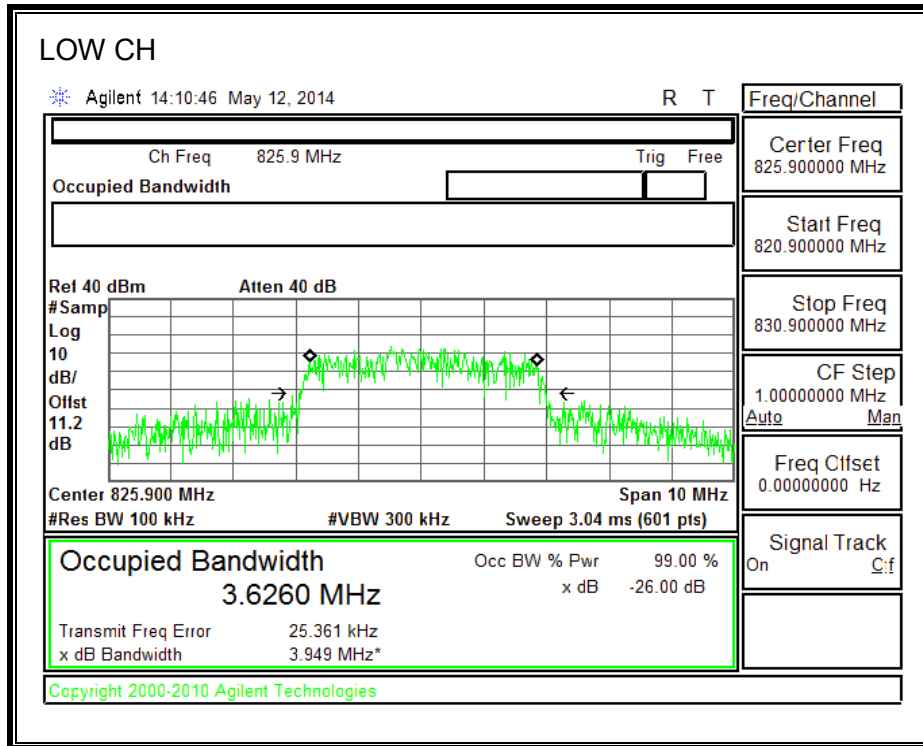 LOW CH
Agilent 14:10:46 May 12, 2014 R T
Freq/Channel
Ch Freq 825.9 MHz Trig Free
Occupied Bandwidth
Center Freq
825.900000 MHz
Start Freq
820.900000 MHz
Stop Freq
830.900000 MHz
CF Step
1.00000000 MHz
Auto Man
Freq Offset
0.00000000 Hz
Signal Track
On Off
Ref 40 dBm Atten 40 dB
#Samp
Log
10
dB/
Offst
11.2
dB
Center 825.900 MHz Span 10 MHz
#Res BW 100 kHz #VBW 300 kHz Sweep 3.04 ms (601 pts)
Occupied Bandwidth Occ BW % Pwr 99.00 %
3.6260 MHz x dB -26.00 dB
Transmit Freq Error 25.361 kHz
x dB Bandwidth 3.949 MHz*
Copyright 2000-2010 Agilent Technologies